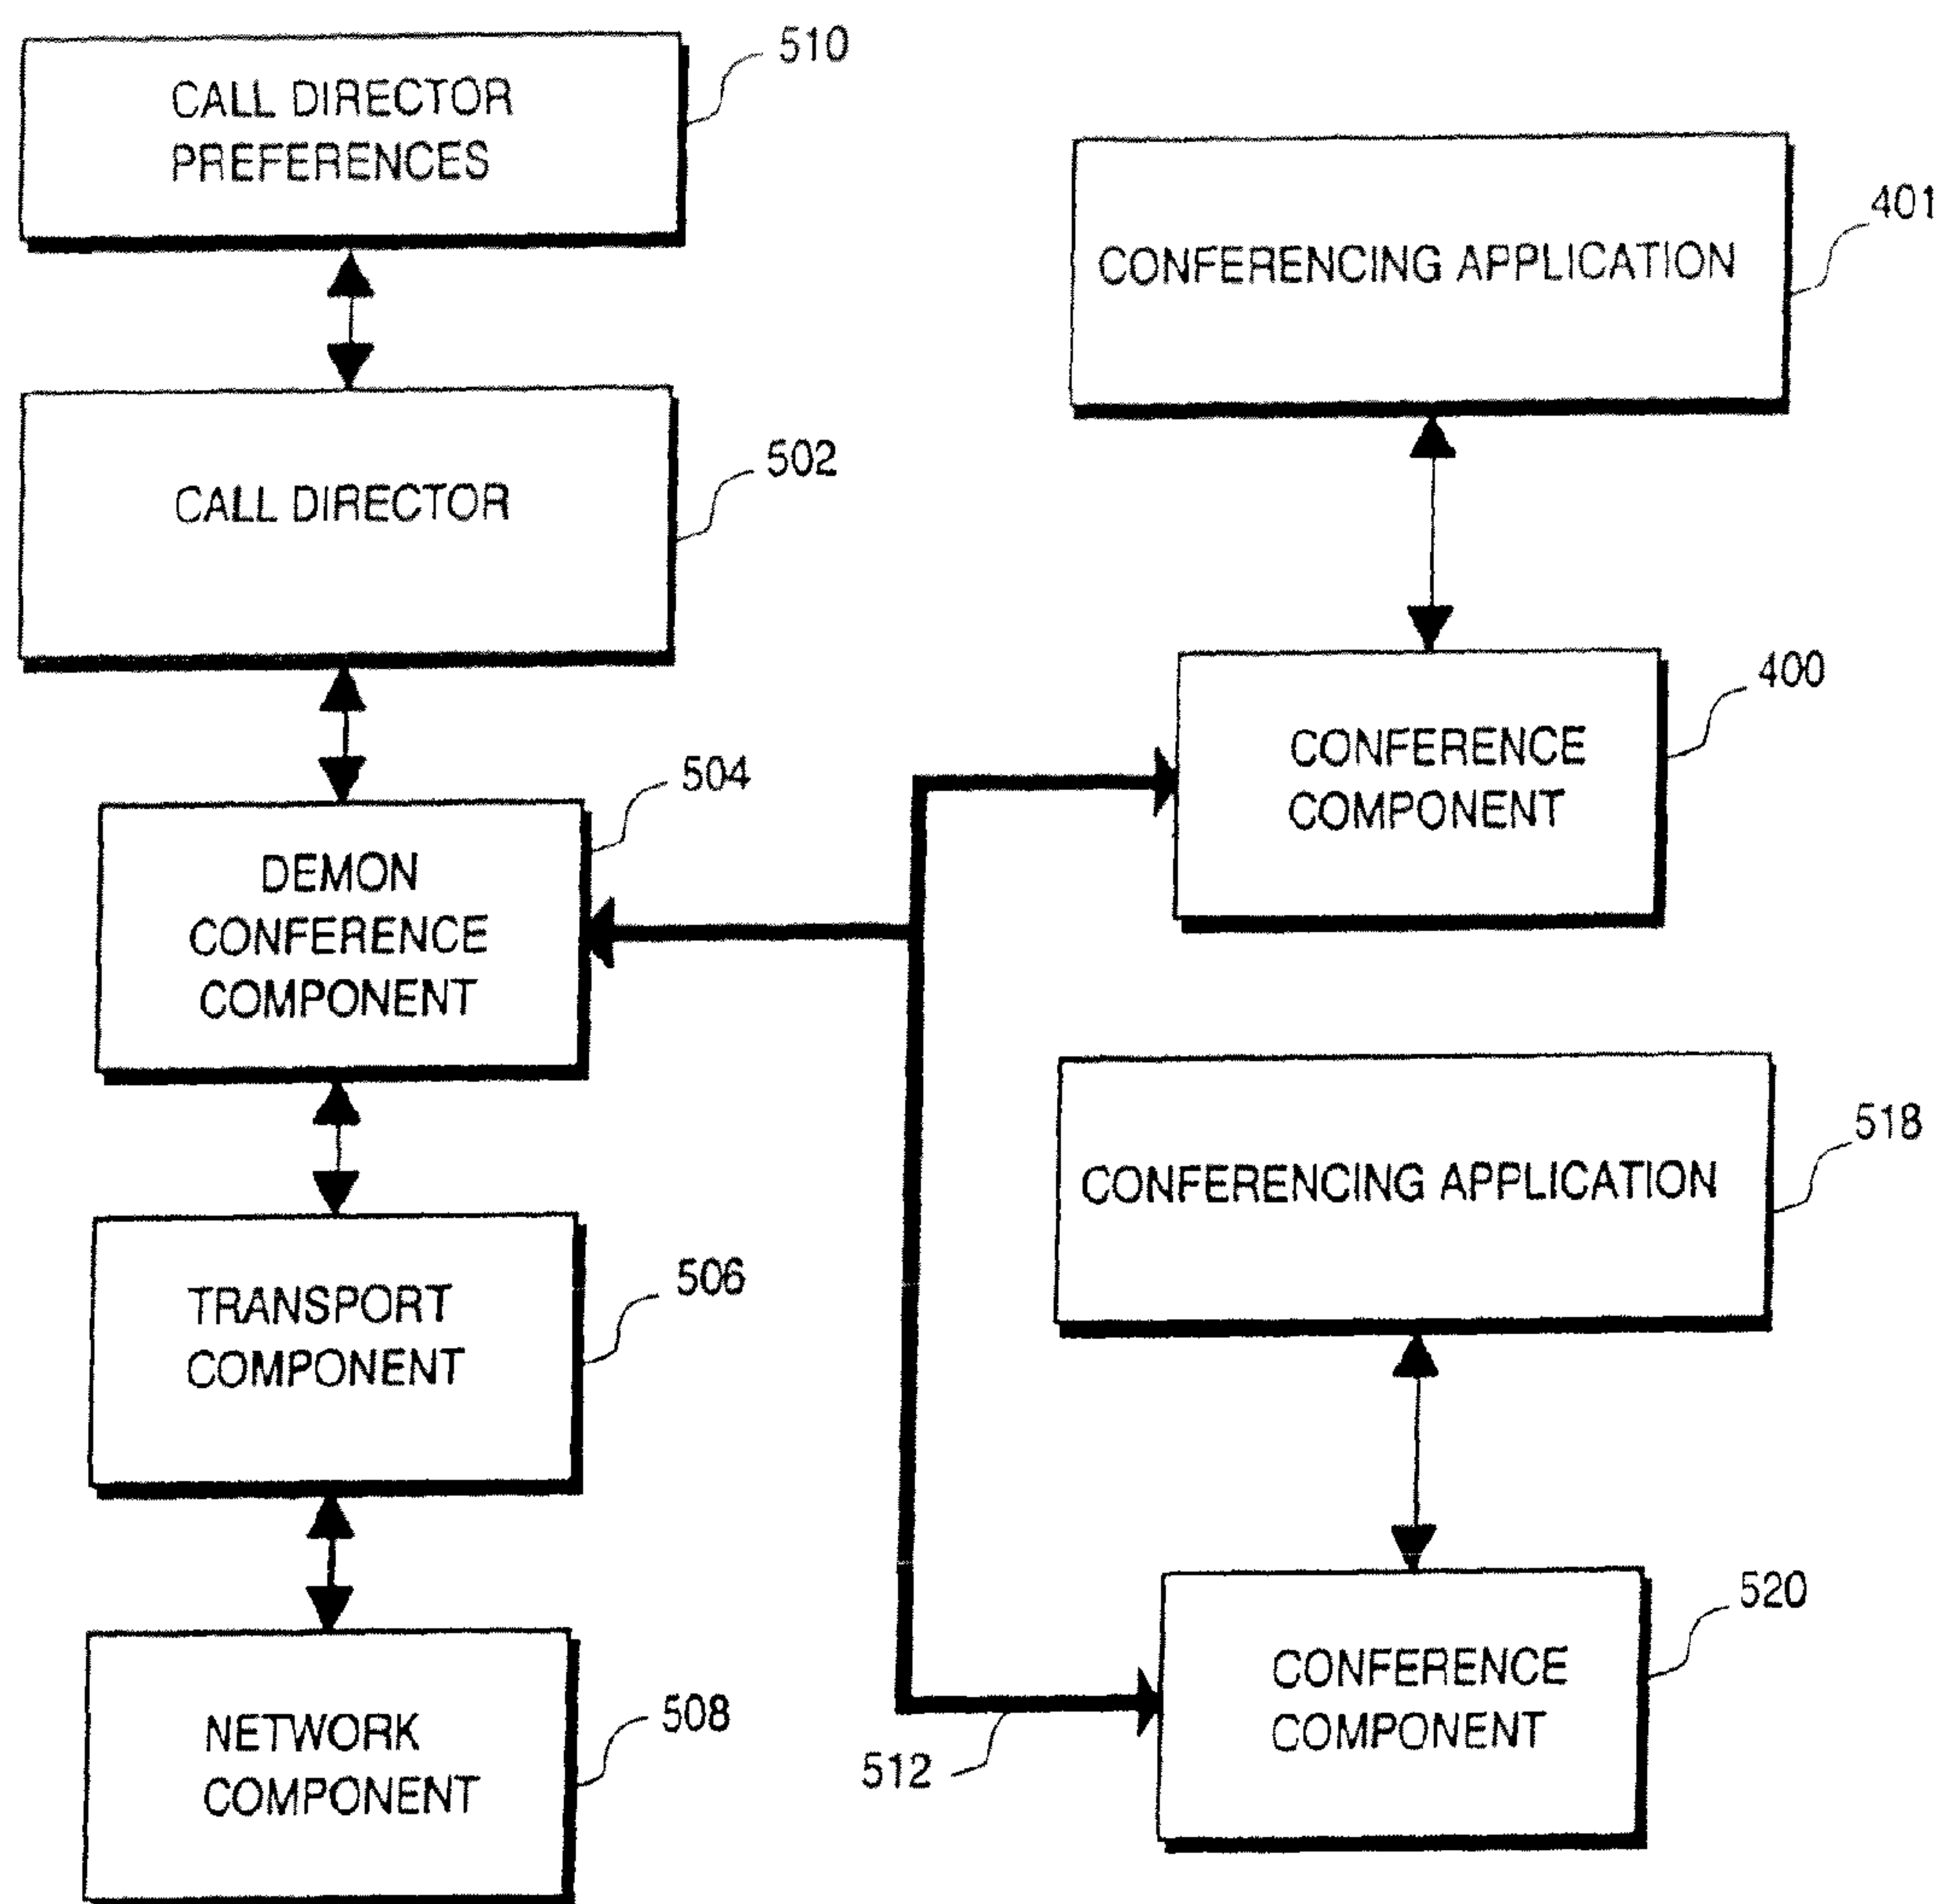 CALL DIRECTOR
PREFERENCES
510
CALL DIRECTOR
502
DEMON
CONFERENCE
COMPONENT
504
TRANSPORT
COMPONENT
506
NETWORK
COMPONENT
508
CONFERENCING APPLICATION
401
CONFERENCE
COMPONENT
400
CONFERENCING APPLICATION
518
CONFERENCE
COMPONENT
520
512